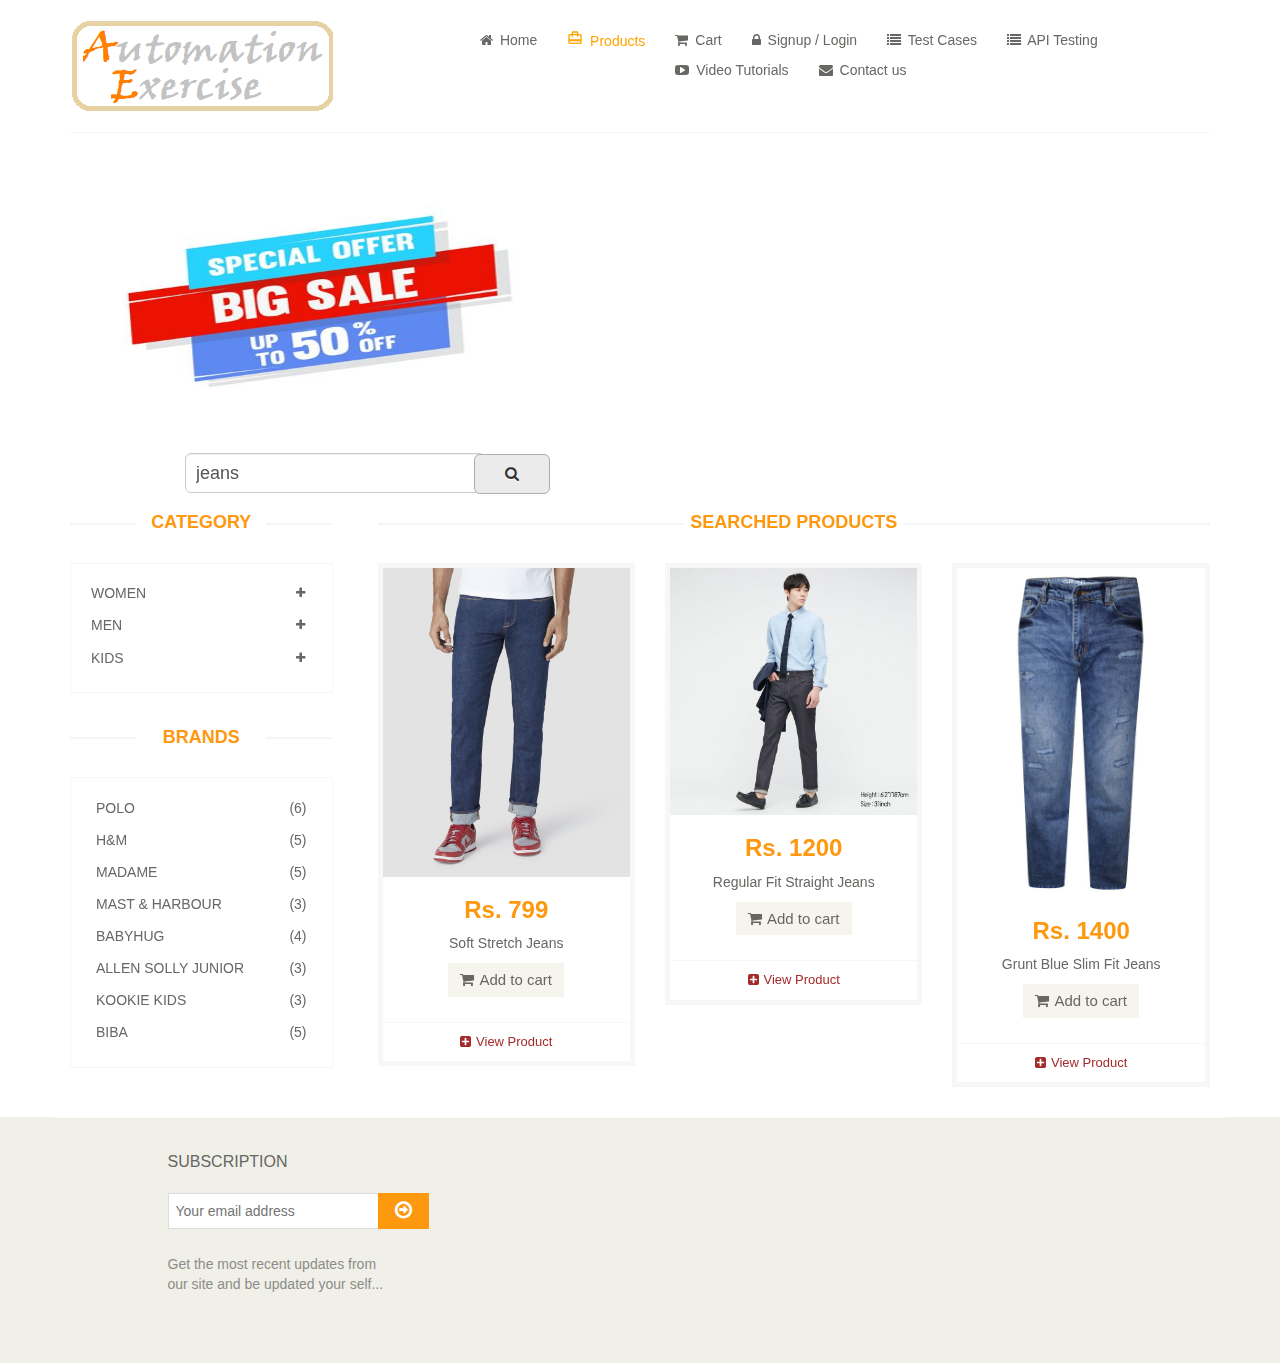 Automation
Exercise
Home
Products
Cart
Signup / Login
Test Cases
API Testing
Video Tutorials
Contact us
SPECIAL OFFER
BIG SALE
UP TO 50% OFF
jeans
CATEGORY
WOMEN
MEN
KIDS
BRANDS
POLO (6)
H&M (5)
MADAME (5)
MAST & HARBOUR (3)
BABYHUG (4)
ALLEN SOLLY JUNIOR (3)
KOOKIE KIDS (3)
BIBA (5)
SEARCHED PRODUCTS
Rs. 799
Soft Stretch Jeans
Add to cart
View Product
Height : 6'2"/187cm
Size : 31inch
Rs. 1200
Regular Fit Straight Jeans
Add to cart
View Product
Rs. 1400
Grunt Blue Slim Fit Jeans
Add to cart
View Product
SUBSCRIPTION
Your email address
Get the most recent updates from
our site and be updated your self...